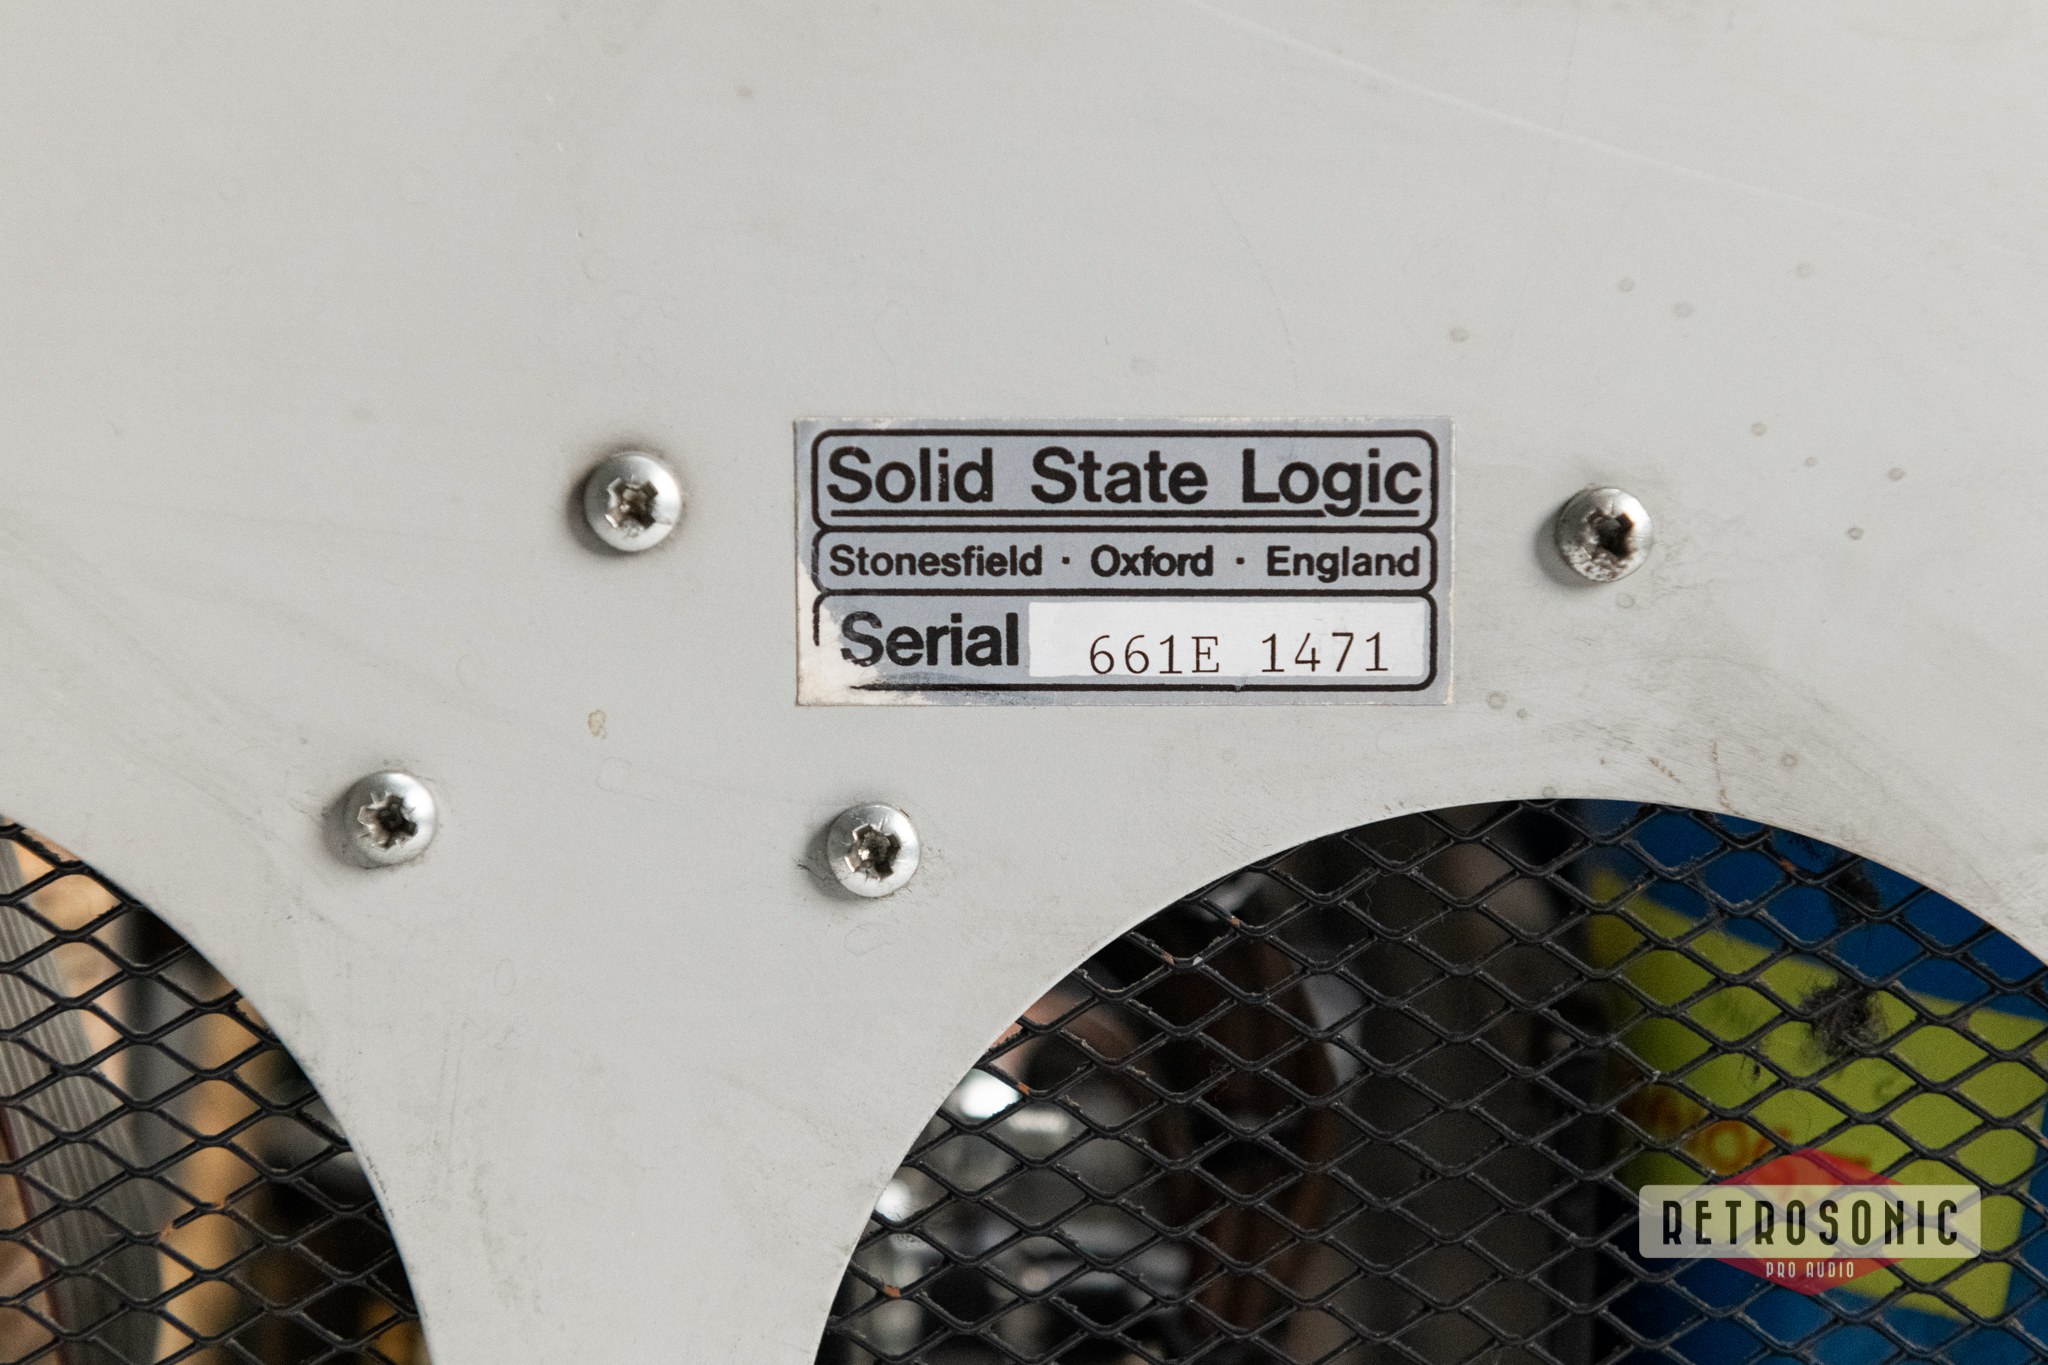 Solid State Logic
Stonesfield · Oxford · England
Serial 661E 1471
RETROSONIC
PRO AUDIO